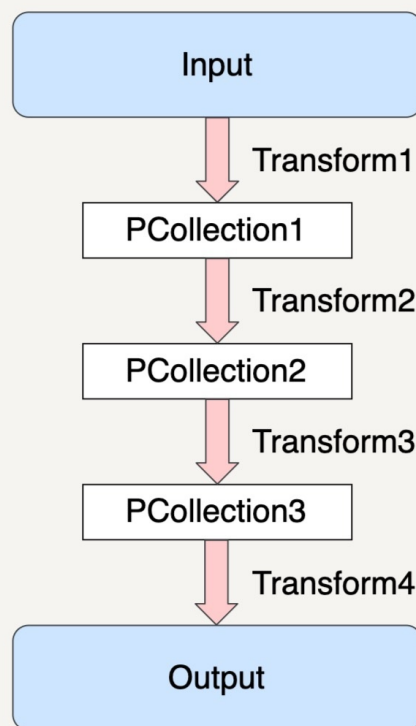 Input
Transform1
PCollection1
Transform2
PCollection2
Transform3
PCollection3
Transform4
Output